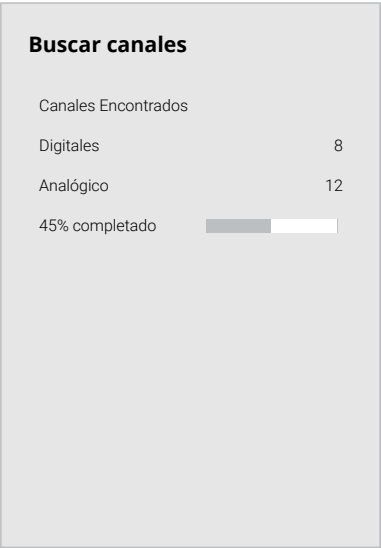 Buscar canales
Canales Encontrados
Digitales 8
Analógico 12
45% completado